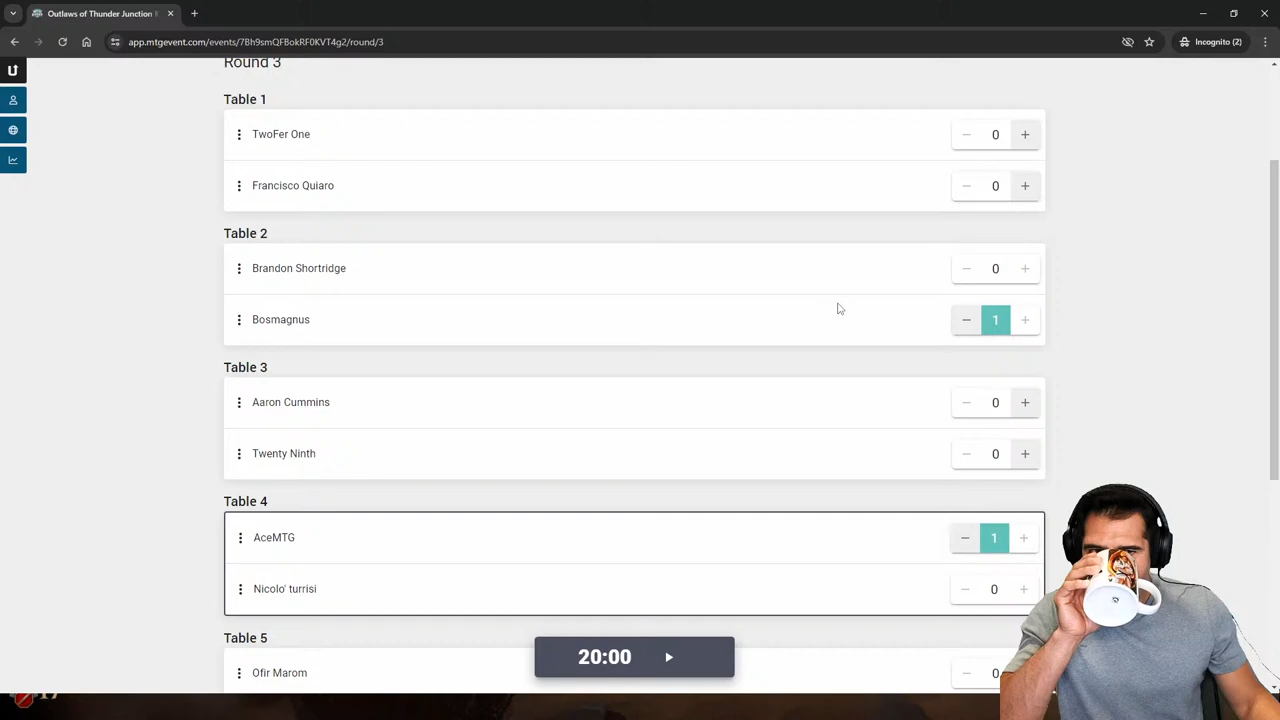 Outlaws of Thunder Junction
app.mtgevent.com/events/7Bh9smQFBokRF0KVT4g2/round/3
Incognito (2)
Round 3
Table 1
TwoFer One
0
Francisco Quiaro
0
Table 2
Brandon Shortridge
0
Bosmagnus
1
Table 3
Aaron Cummins
0
Twenty Ninth
0
Table 4
AceMTG
1
Nicolo' turrisi
0
Table 5
20:00
Ofir Marom
0
17